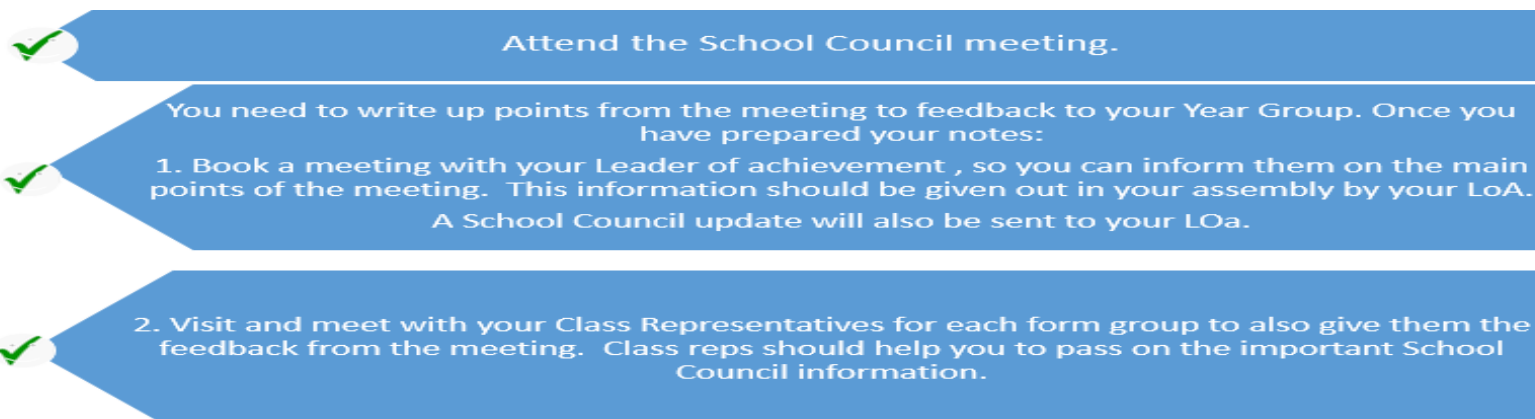 Attend the School Council meeting.
You need to write up points from the meeting to feedback to your Year Group. Once you
have prepared your notes:
1. Book a meeting with your Leader of achievement , so you can inform them on the main
points of the meeting.  This information should be given out in your assembly by your LoA.
A School Council update will also be sent to your LOa.
2. Visit and meet with your Class Representatives for each form group to also give them the
feedback from the meeting.  Class reps should help you to pass on the important School
Council information.